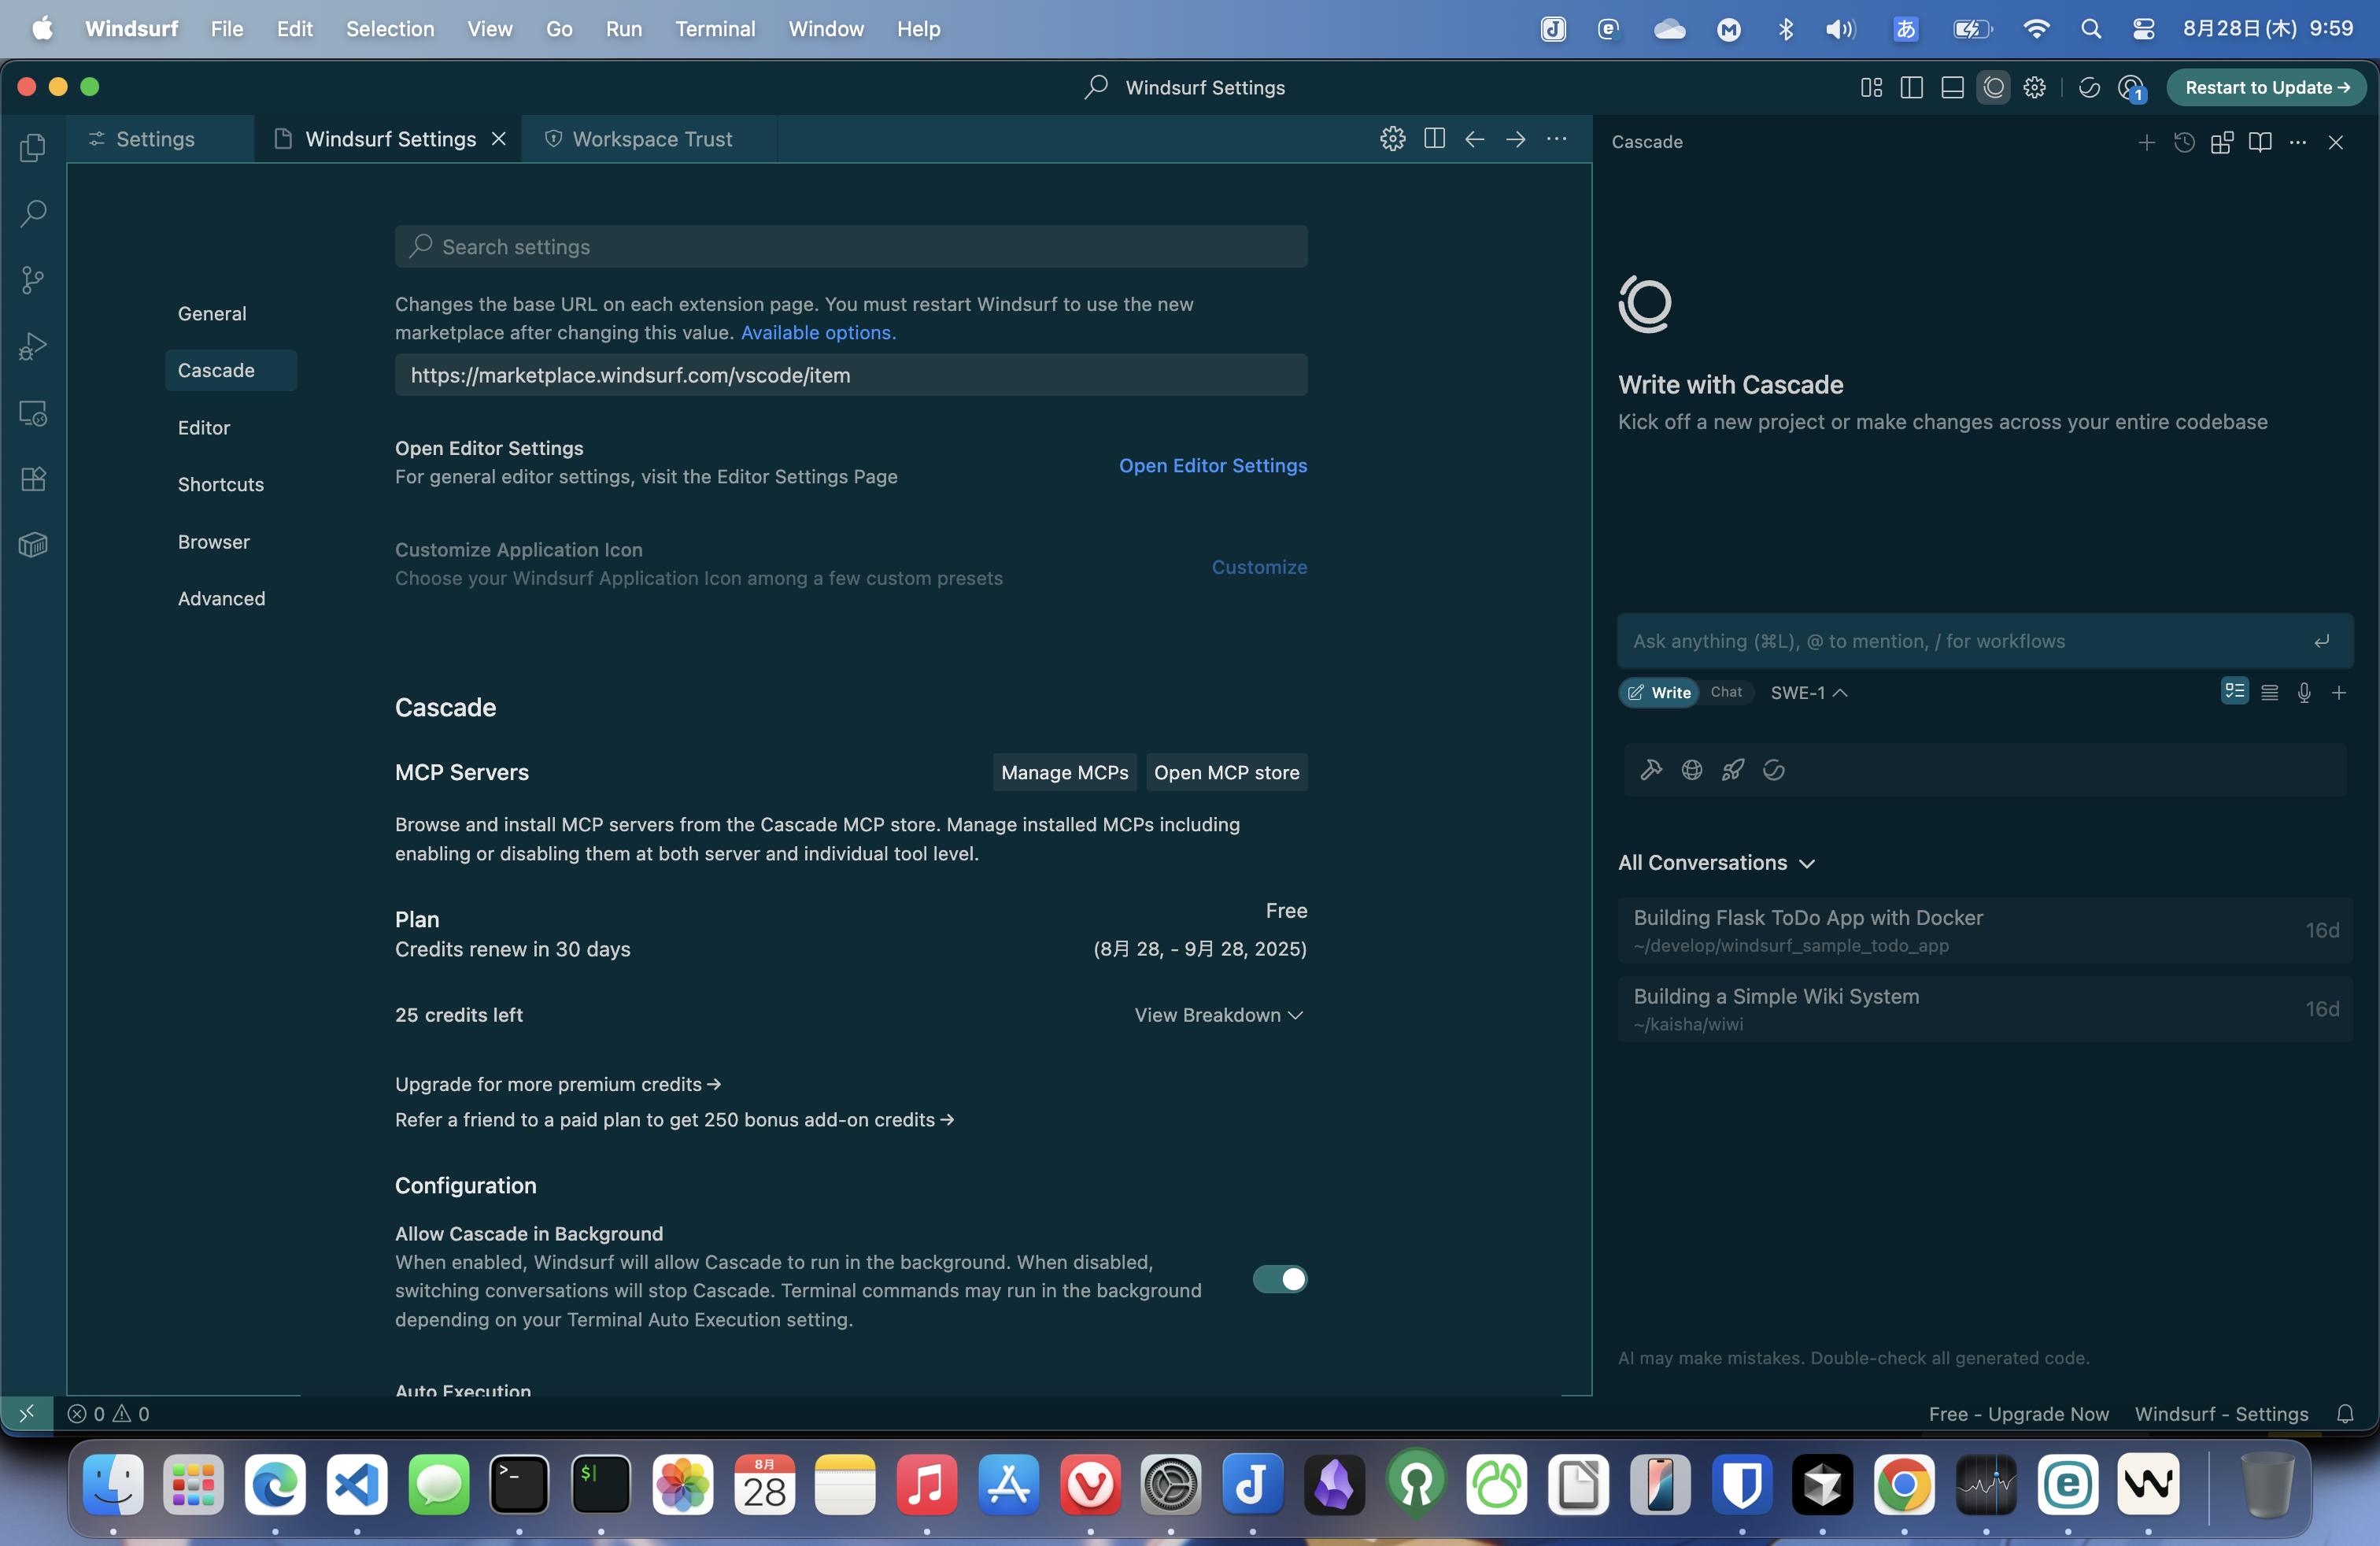 Windsurf File Edit Selection View Go Run Terminal Window Help
あ
8月28日(木) 9:59
Windsurf Settings
1
Restart to Update →
Settings
Windsurf Settings
Workspace Trust
Search settings
General
Cascade
Editor
Shortcuts
Browser
Advanced
Changes the base URL on each extension page. You must restart Windsurf to use the new
marketplace after changing this value. Available options.
https://marketplace.windsurf.com/vscode/item
Open Editor Settings
For general editor settings, visit the Editor Settings Page
Open Editor Settings
Customize Application Icon
Choose your Windsurf Application Icon among a few custom presets
Customize
Cascade
MCP Servers
Manage MCPs
Open MCP store
Browse and install MCP servers from the Cascade MCP store. Manage installed MCPs including
enabling or disabling them at both server and individual tool level.
Plan
Free
Credits renew in 30 days
(8月 28, - 9月 28, 2025)
25 credits left
View Breakdown
Upgrade for more premium credits →
Refer a friend to a paid plan to get 250 bonus add-on credits →
Configuration
Allow Cascade in Background
When enabled, Windsurf will allow Cascade to run in the background. When disabled,
switching conversations will stop Cascade. Terminal commands may run in the background
depending on your Terminal Auto Execution setting.
Auto Execution
Cascade
Write with Cascade
Kick off a new project or make changes across your entire codebase
Ask anything (⌘L), @ to mention, / for workflows
Write
Chat
SWE-1
All Conversations
Building Flask ToDo App with Docker
~/develop/windsurf_sample_todo_app
16d
Building a Simple Wiki System
~/kaisha/wiwi
16d
AI may make mistakes. Double-check all generated code.
0
0
Free - Upgrade Now
Windsurf - Settings
8月
28